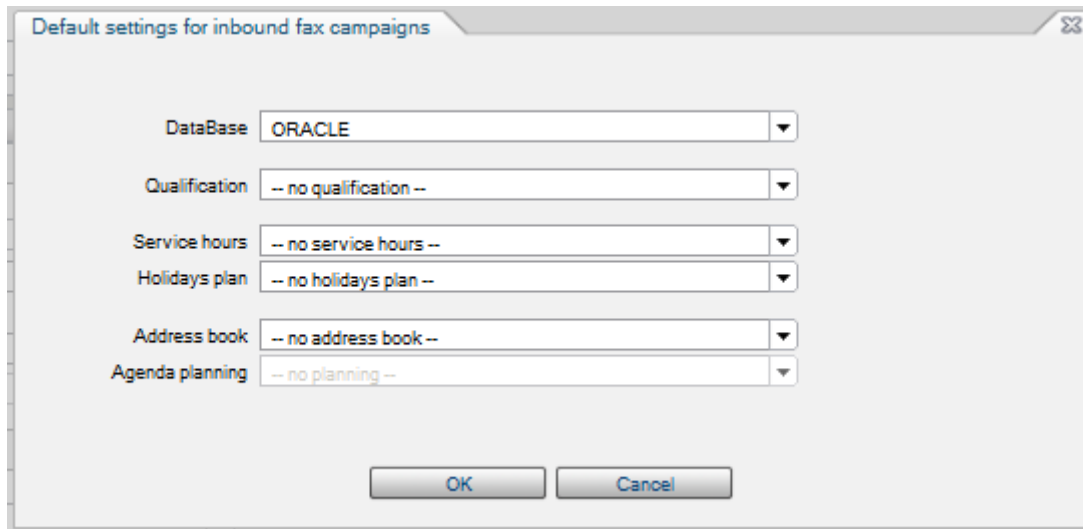 Default settings for inbound fax campaigns
DataBase ORACLE
Qualification -- no qualification --
Service hours -- no service hours --
Holidays plan -- no holidays plan --
Address book -- no address book --
Agenda planning -- no planning --
OK Cancel